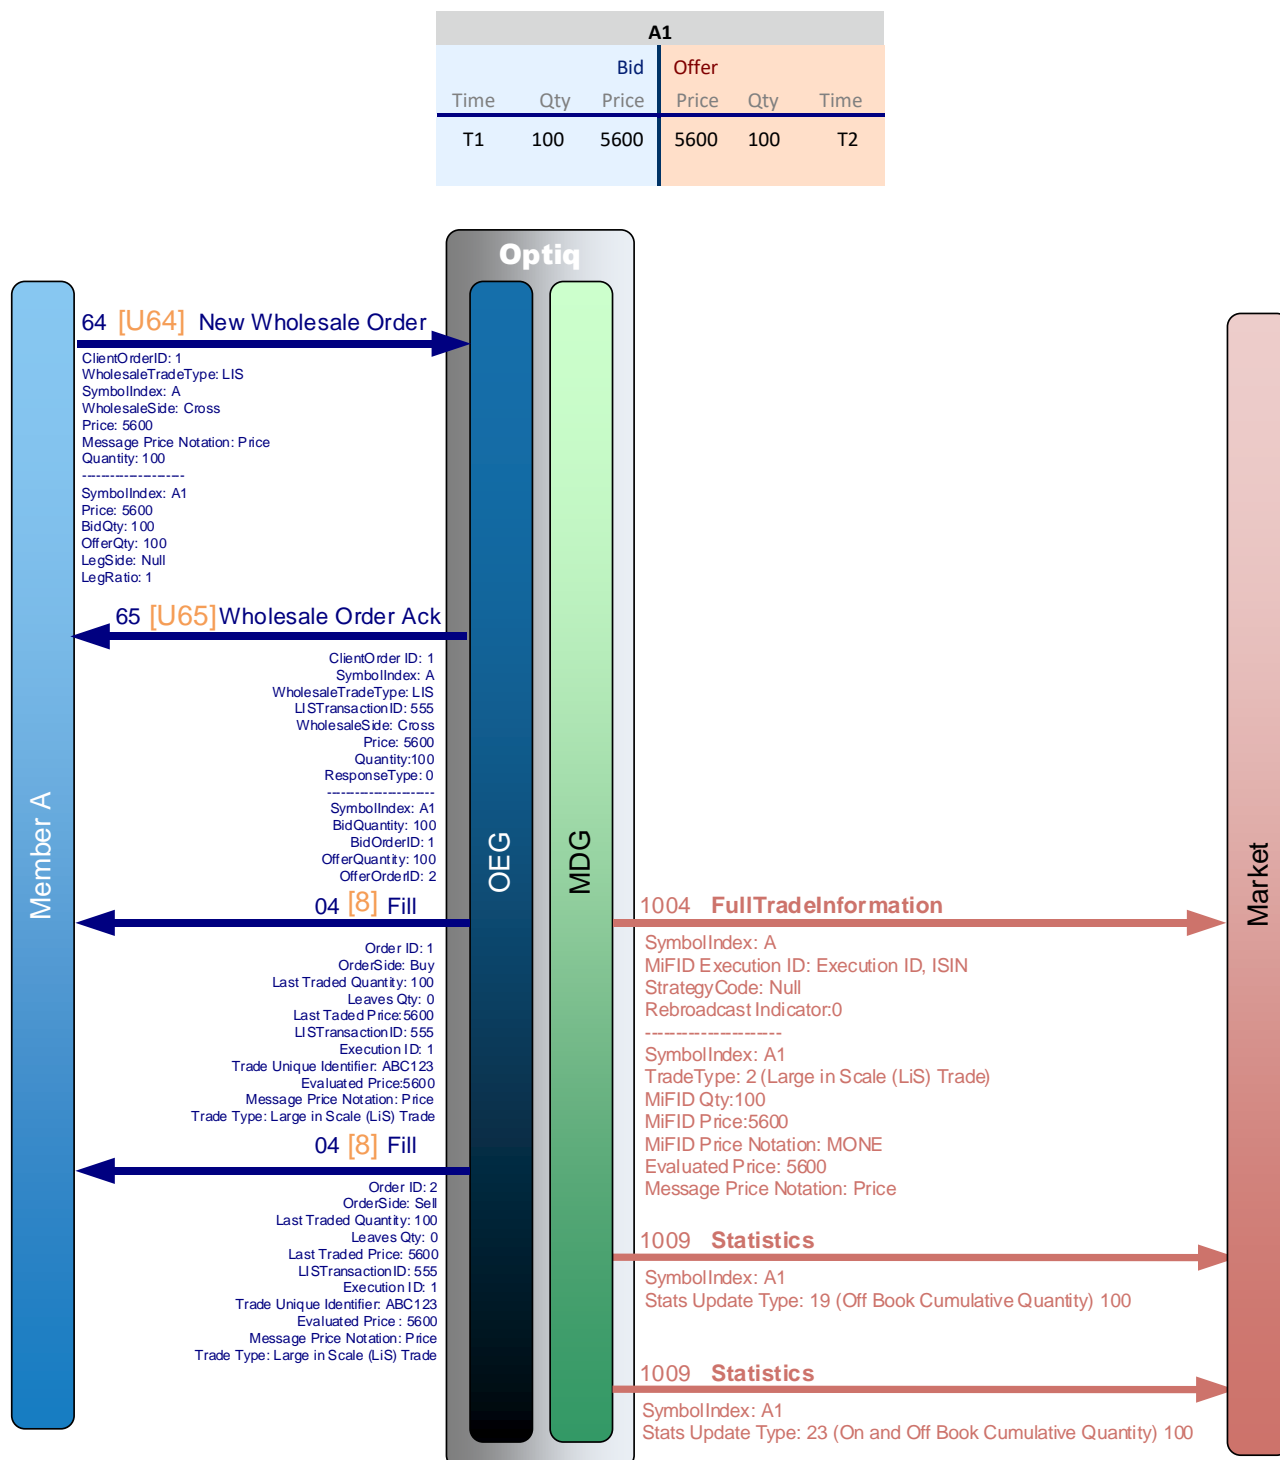 A1
Bid Offer
Time Qty Price Price Qty Time
T1 100 5600 5600 100 T2
Optiq
Member A
OEG
MDG
Market
64 [U64] New Wholesale Order
ClientOrderID: 1
WholesaleTradeType: LIS
SymbolIndex: A
WholesaleSide: Cross
Price: 5600
Message Price Notation: Price
Quantity: 100
----------------------
SymbolIndex: A1
Price: 5600
BidQty: 100
OfferQty: 100
LegSide: Null
LegRatio: 1
65 [U65] Wholesale Order Ack
ClientOrder ID: 1
SymbolIndex: A
WholesaleTradeType: LIS
LISTransactionID: 555
WholesaleSide: Cross
Price: 5600
Quantity:100
ResponseType: 0
-----------------------
SymbolIndex: A1
BidQuantity: 100
BidOrderID: 1
OfferQuantity: 100
OfferOrderID: 2
04 [8] Fill
Order ID: 1
OrderSide: Buy
Last Traded Quantity: 100
Leaves Qty: 0
Last Taded Price:5600
LISTransactionID: 555
Execution ID: 1
Trade Unique Identifier: ABC123
Evaluated Price:5600
Message Price Notation: Price
Trade Type: Large in Scale (LiS) Trade
04 [8] Fill
Order ID: 2
OrderSide: Sell
Last Traded Quantity: 100
Leaves Qty: 0
Last Traded Price: 5600
LISTransactionID: 555
Execution ID: 1
Trade Unique Identifier: ABC123
Evaluated Price : 5600
Message Price Notation: Price
Trade Type: Large in Scale (LiS) Trade
1004 FullTradeInformation
SymbolIndex: A
MiFID Execution ID: Execution ID, ISIN
StrategyCode: Null
Rebroadcast Indicator:0
----------------------
SymbolIndex: A1
TradeType: 2 (Large in Scale (LiS) Trade)
MiFID Qty:100
MiFID Price:5600
MiFID Price Notation: MONE
Evaluated Price: 5600
Message Price Notation: Price
1009 Statistics
SymbolIndex: A1
Stats Update Type: 19 (Off Book Cumulative Quantity) 100
1009 Statistics
SymbolIndex: A1
Stats Update Type: 23 (On and Off Book Cumulative Quantity) 100